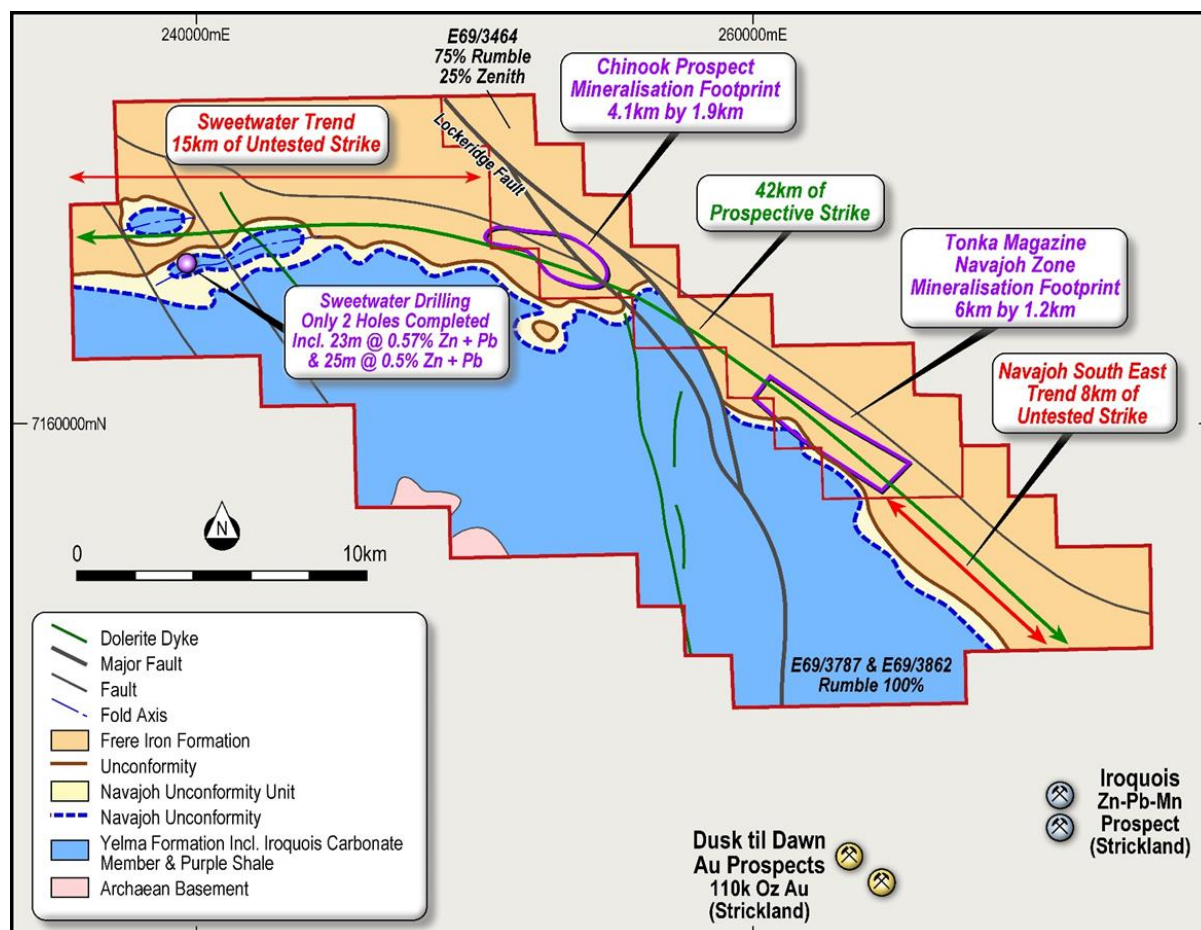 240000mE
260000mE
E69/3464
75% Rumble
25% Zenith
Chinook Prospect
Mineralisation Footprint
4.1km by 1.9km
Sweetwater Trend
15km of Untested Strike
Lockeridge Fault
42km of
Prospective Strike
Tonka Magazine
Navajoh Zone
Mineralisation Footprint
6km by 1.2km
Sweetwater Drilling
Only 2 Holes Completed
Incl. 23m @ 0.57% Zn + Pb
& 25m @ 0.5% Zn + Pb
Navajoh South East
Trend 8km of
Untested Strike
7160000mN
N
0
10km
Dolerite Dyke
Major Fault
Fault
Fold Axis
Frere Iron Formation
Unconformity
Navajoh Unconformity Unit
Navajoh Unconformity
Yelma Formation Incl. Iroquois Carbonate
Member & Purple Shale
Archaean Basement
E69/3787 & E69/3862
Rumble 100%
Iroquois
Zn-Pb-Mn
Prospect
(Strickland)
Dusk til Dawn
Au Prospects
110k Oz Au
(Strickland)